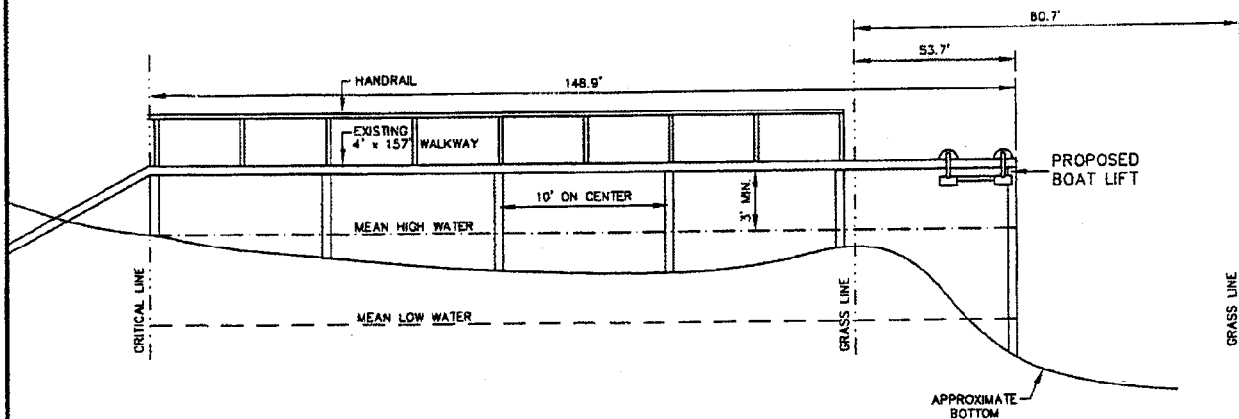 80.7'
53.7'
148.9'
HANDRAIL
EXISTING
4' x 157' WALKWAY
PROPOSED
BOAT LIFT
10' ON CENTER
3' MIN.
MEAN HIGH WATER
MEAN LOW WATER
CRITICAL LINE
GRASS LINE
GRASS LINE
APPROXIMATE
BOTTOM